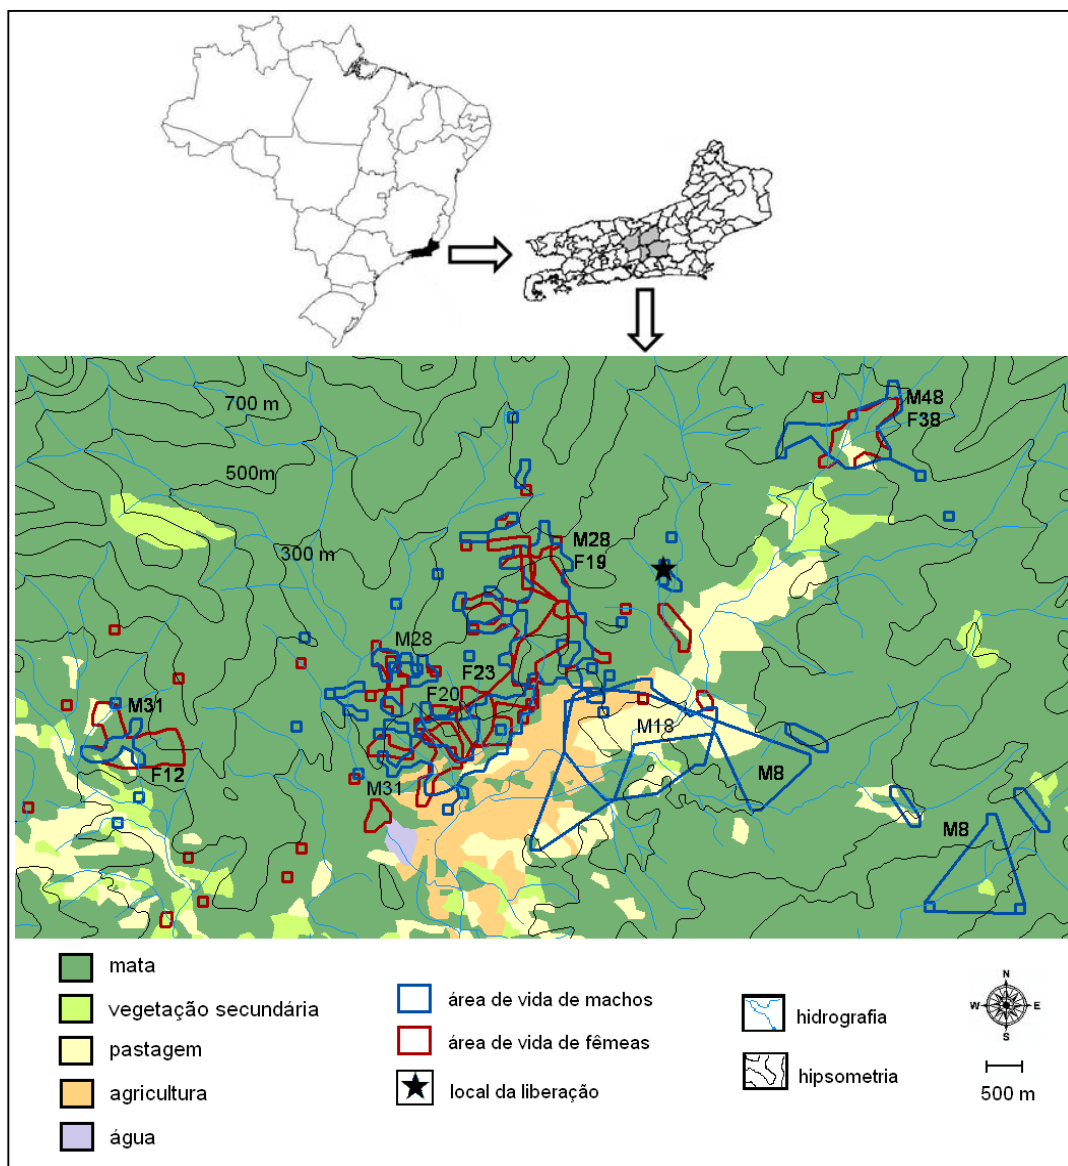 700 m
M48
F38
500m
M28
F19
300 m
M28
F23
F20
M31
M18
F12
M8
M31
M8
mata
vegetação secundária
pastagem
agricultura
água
área de vida de machos
área de vida de fêmeas
local da liberação
hidrografia
hipsometria
N
W E
S
500 m